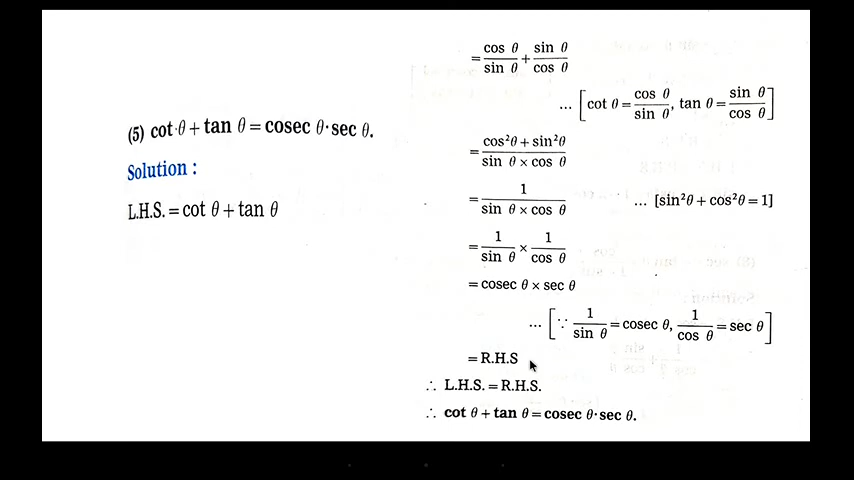 (5) cot θ + tan θ = cosec θ·sec θ.
Solution :
L.H.S. = cot θ + tan θ
= cos θ/sin θ + sin θ/cos θ
... [cot θ = cos θ/sin θ, tan θ = sin θ/cos θ]
= cos²θ + sin²θ/sin θ × cos θ
= 1/sin θ × cos θ ... [sin²θ + cos²θ = 1]
= 1/sin θ × 1/cos θ
= cosec θ × sec θ
... [∵ 1/sin θ = cosec θ, 1/cos θ = sec θ]
= R.H.S
∴ L.H.S. = R.H.S.
∴ cot θ + tan θ = cosec θ·sec θ.